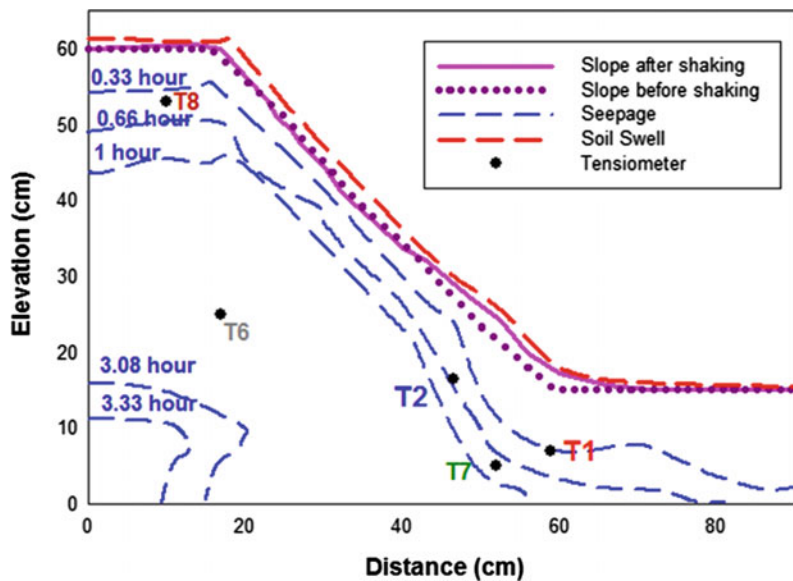 60
50
40
30
20
10
0
Elevation (cm)
0.33 hour
T8
0.66 hour
1 hour
T6
3.08 hour
3.33 hour
T2
T7
T1
Slope after shaking
Slope before shaking
Seepage
Soil Swell
Tensiometer
0 20 40 60 80
Distance (cm)